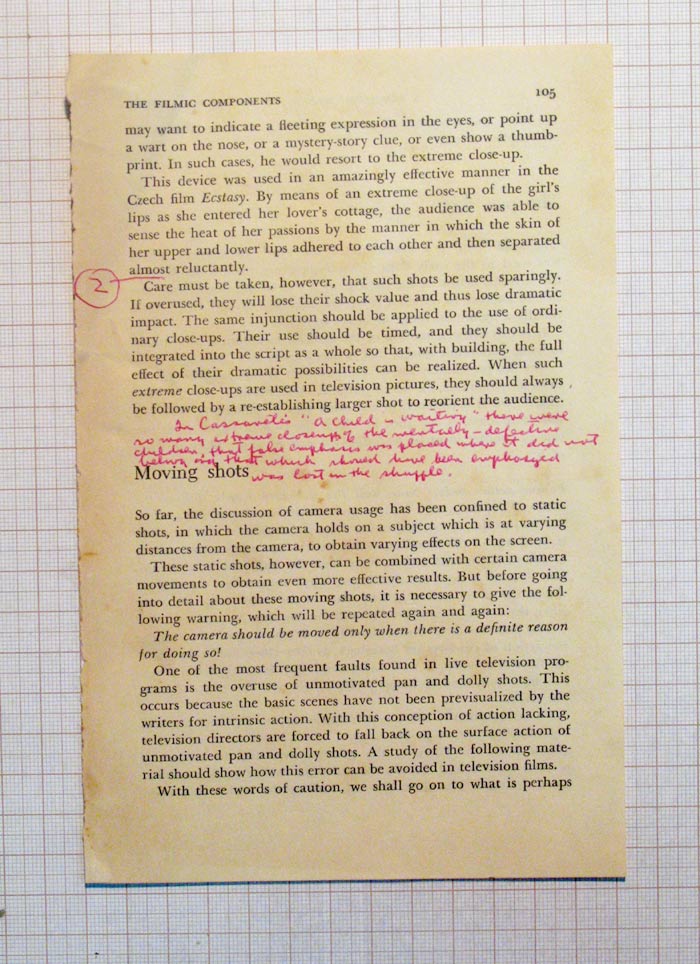 THE FILMIC COMPONENTS 105
may want to indicate a fleeting expression in the eyes, or point up
a wart on the nose, or a mystery-story clue, or even show a thumb-
print. In such cases, he would resort to the extreme close-up.
This device was used in an amazingly effective manner in the
Czech film Ecstasy. By means of an extreme close-up of the girl's
lips as she entered her lover's cottage, the audience was able to
sense the heat of her passions by the manner in which the skin of
her upper and lower lips adhered to each other and then separated
almost reluctantly.
2
Care must be taken, however, that such shots be used sparingly.
If overused, they will lose their shock value and thus lose dramatic
impact. The same injunction should be applied to the use of ordi-
nary close-ups. Their use should be timed, and they should be
integrated into the script as a whole so that, with building, the full
effect of their dramatic possibilities can be realized. When such
extreme close-ups are used in television pictures, they should always
be followed by a re-establishing larger shot to reorient the audience.
In Cassavetis "A child is waiting" there were
so many extreme closeups of the mentally-defective
children, that false emphasis was placed where it did not
belong and that which should have been emphasized
was lost in the shuffle.
Moving shots
So far, the discussion of camera usage has been confined to static
shots, in which the camera holds on a subject which is at varying
distances from the camera, to obtain varying effects on the screen.
These static shots, however, can be combined with certain camera
movements to obtain even more effective results. But before going
into detail about these moving shots, it is necessary to give the fol-
lowing warning, which will be repeated again and again:
The camera should be moved only when there is a definite reason
for doing so!
One of the most frequent faults found in live television pro-
grams is the overuse of unmotivated pan and dolly shots. This
occurs because the basic scenes have not been previsualized by the
writers for intrinsic action. With this conception of action lacking,
television directors are forced to fall back on the surface action of
unmotivated pan and dolly shots. A study of the following mate-
rial should show how this error can be avoided in television films.
With these words of caution, we shall go on to what is perhaps